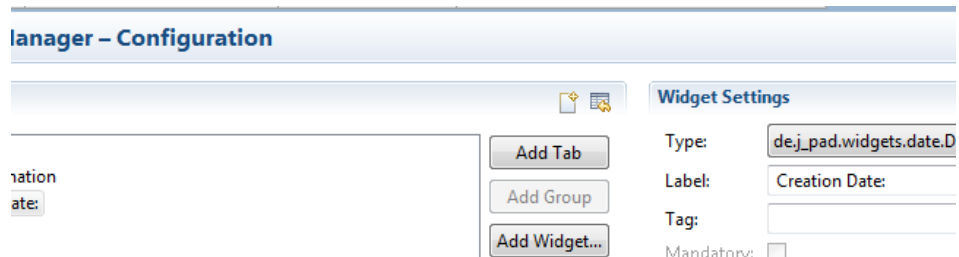 anager – Configuration
Widget Settings
Add Tab
Type:
de.j_pad.widgets.date.D
nation
Label:
Creation Date:
ate:
Add Group
Tag:
Add Widget...
Mandatory: